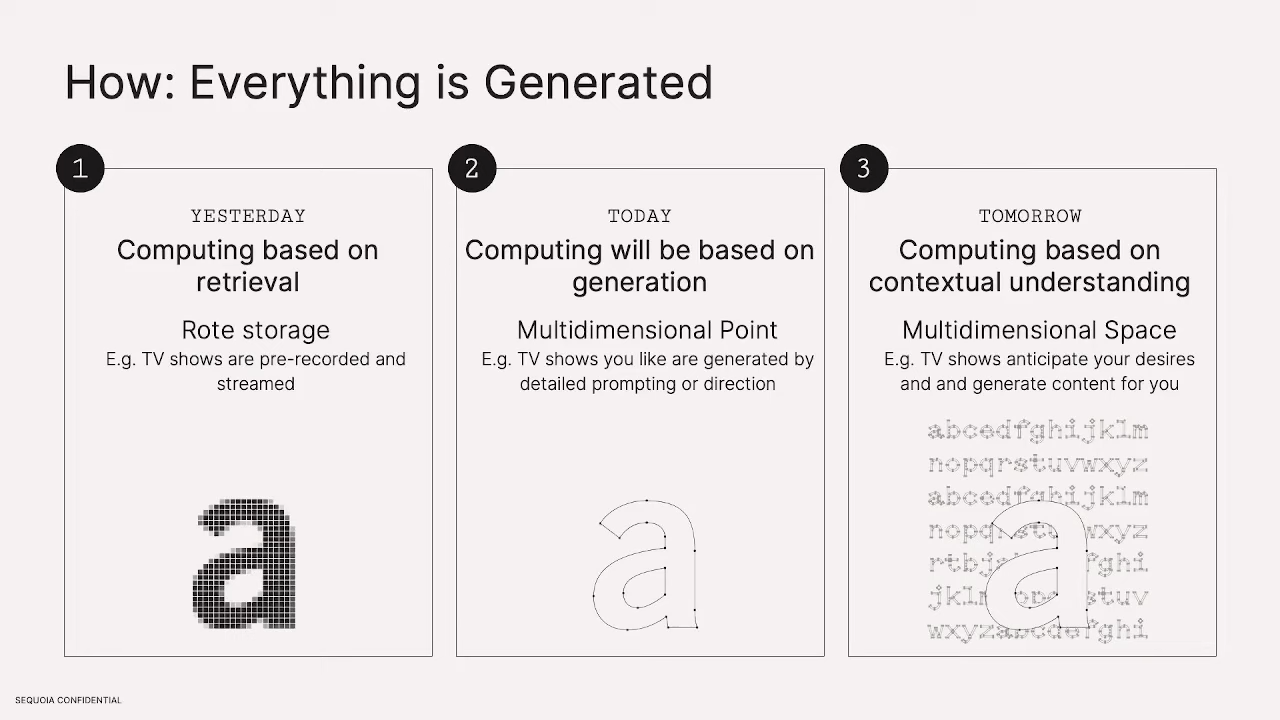 How: Everything is Generated
1
YESTERDAY
Computing based on
retrieval
Rote storage
E.g. TV shows are pre-recorded and
streamed
a
2
TODAY
Computing will be based on
generation
Multidimensional Point
E.g. TV shows you like are generated by
detailed prompting or direction
a
3
TOMORROW
Computing based on
contextual understanding
Multidimensional Space
E.g. TV shows anticipate your desires
and and generate content for you
abcedfghijklm
nopqrstuvwxyz
abcedfghijklm
a
wxyzabcdefghi
SEQUOIA CONFIDENTIAL